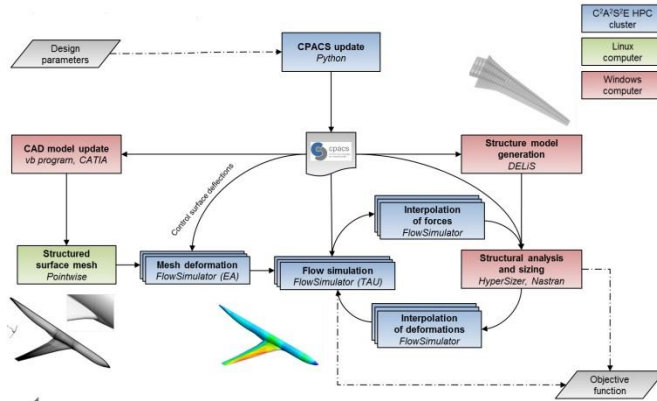 Design
parameters
CPACS update
Python
C²A²S²E HPC
cluster
Linux
computer
Windows
computer
CAD model update
vb program, CATIA
cpacs
Structure model
generation
DELiS
Control surface deflections
Interpolation
of forces
FlowSimulator
Structured
surface mesh
Pointwise
Mesh deformation
FlowSimulator (EA)
Flow simulation
FlowSimulator (TAU)
Structural analysis
and sizing
HyperSizer, Nastran
Interpolation
of deformations
FlowSimulator
Objective
function